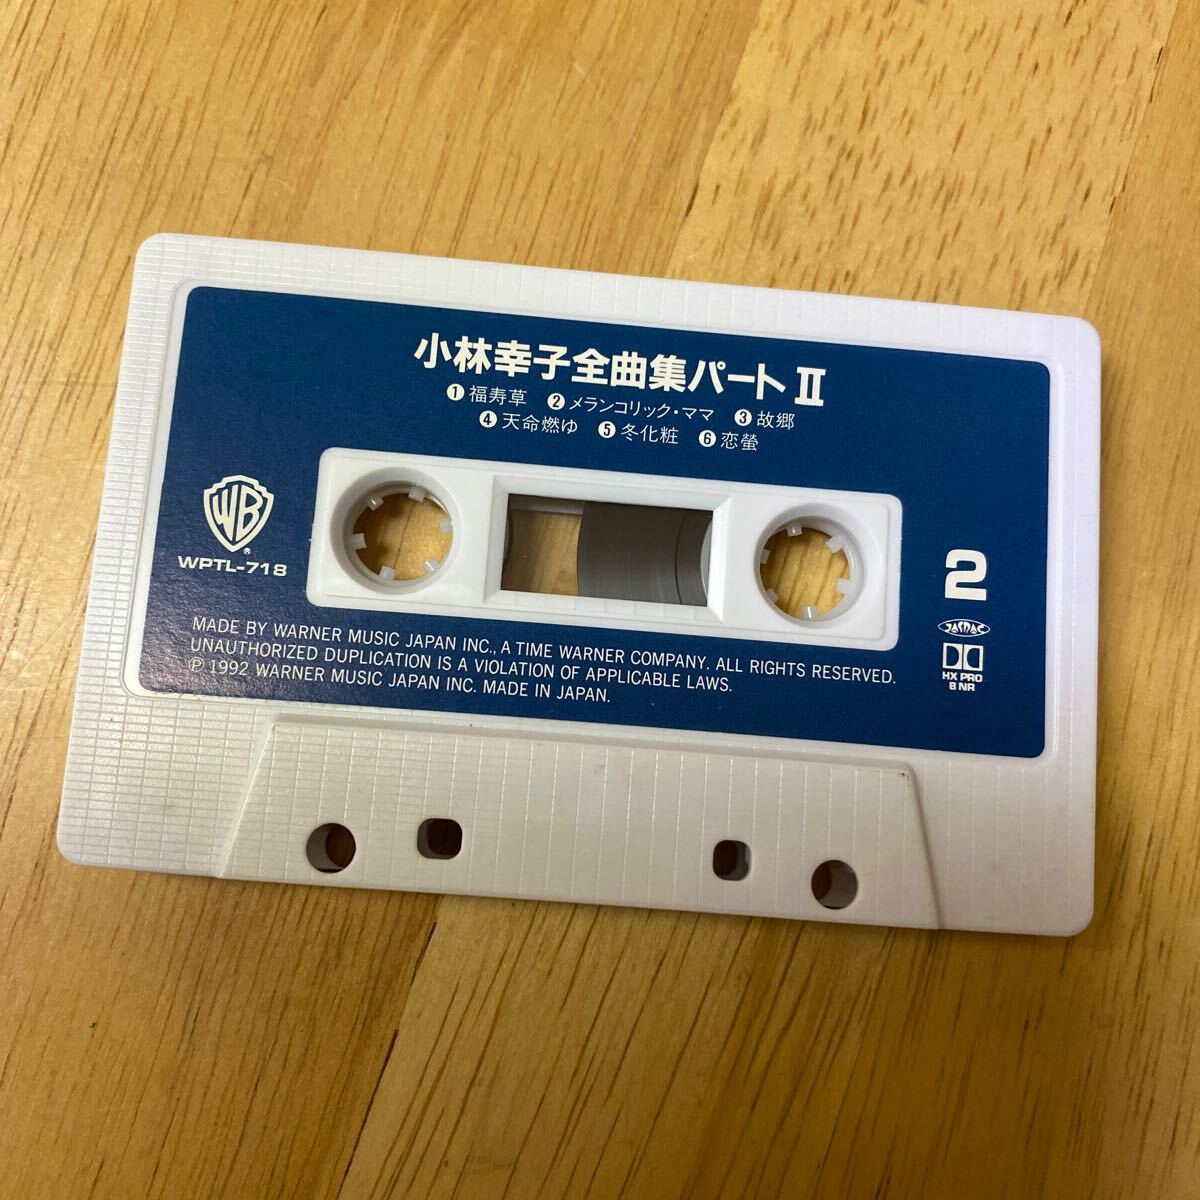 小林幸子全曲集パートⅡ
❶福寿草 ❷メランコリック・ママ ❸故郷
❹天命燃ゆ ❺冬化粧 ❻恋螢
WB
®
WPTL-718
2
JASRAC
HX PRO
B NR
MADE BY WARNER MUSIC JAPAN INC., A TIME WARNER COMPANY. ALL RIGHTS RESERVED.
UNAUTHORIZED DUPLICATION IS A VIOLATION OF APPLICABLE LAWS.
Ⓟ 1992 WARNER MUSIC JAPAN INC. MADE IN JAPAN.